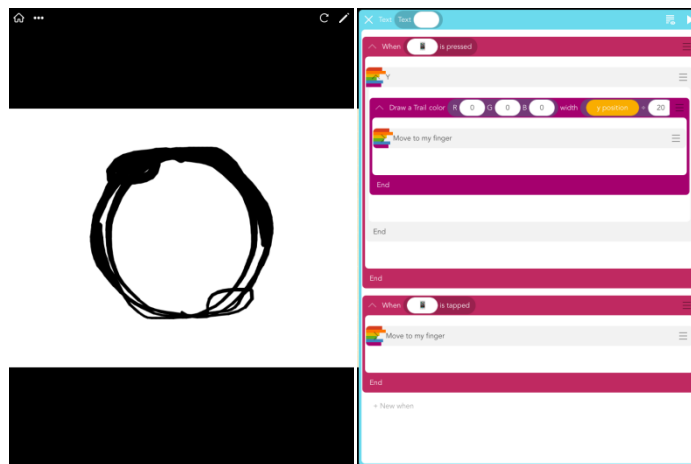 Text Text
When is pressed
Y
Draw a Trail color R 0 G 0 B 0 width y position 20
Move to my finger
End
End
End
When is tapped
Move to my finger
End
+ New when